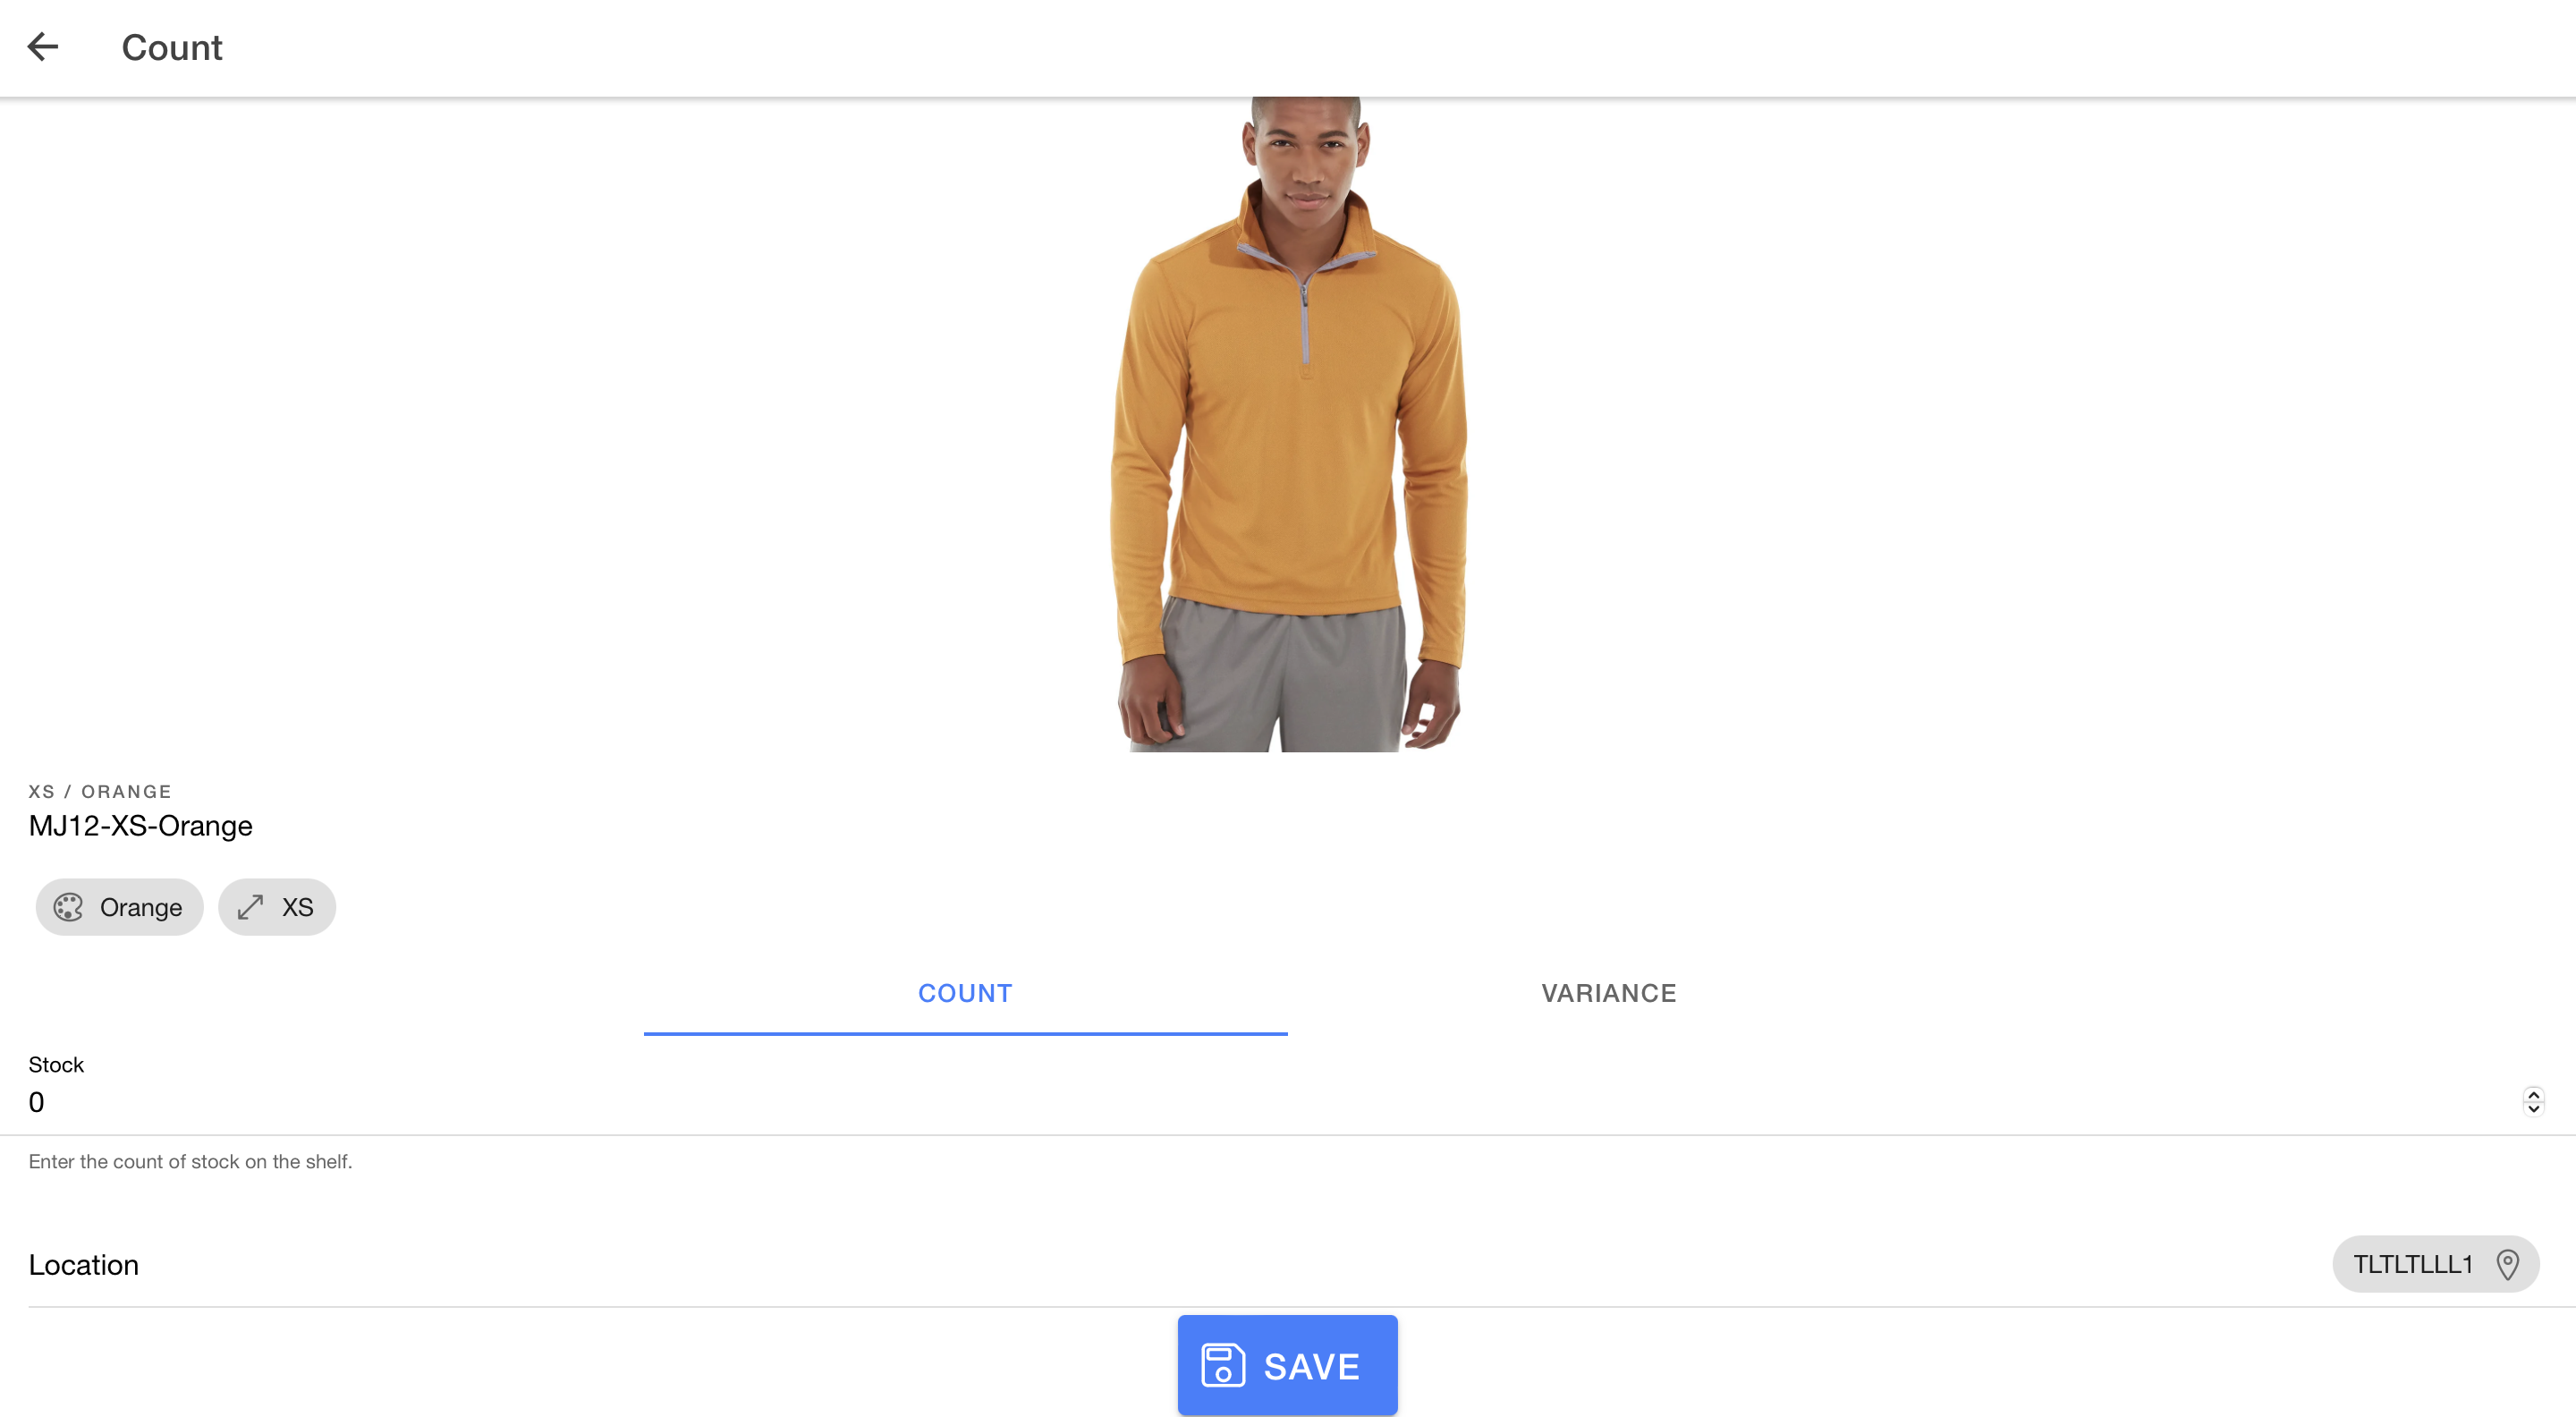 Count
XS / ORANGE
MJ12-XS-Orange
Orange
XS
COUNT
VARIANCE
Stock
0
Enter the count of stock on the shelf.
Location
TLTLTLLL1
SAVE